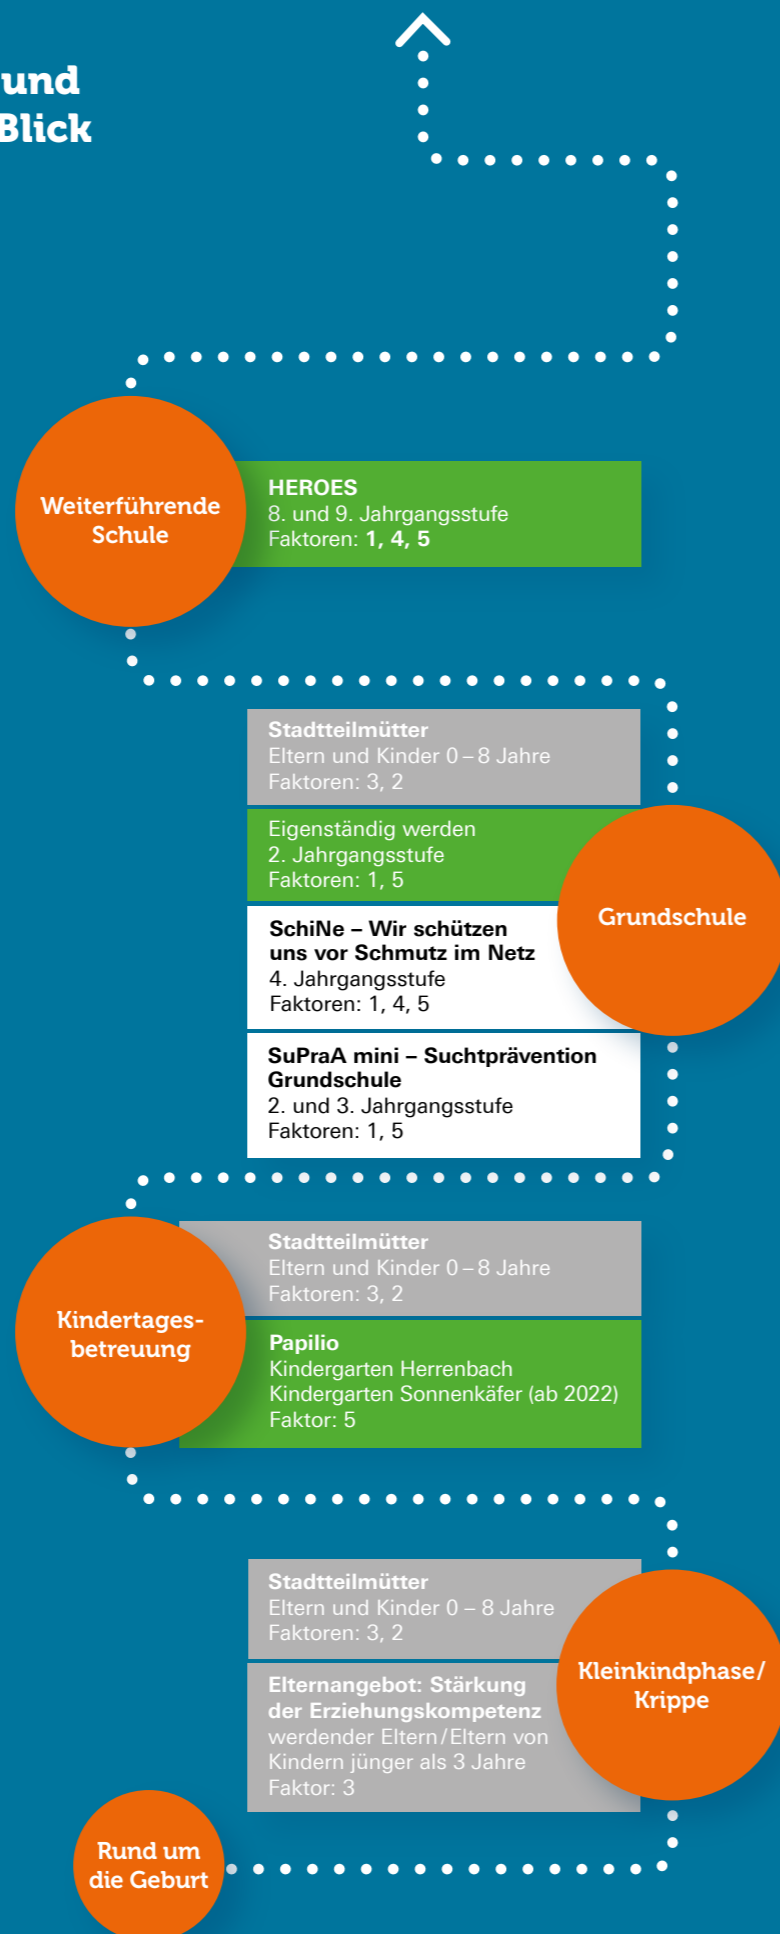 und
Blick
Weiterführende
Schule
HEROES
8. und 9. Jahrgangsstufe
Faktoren: 1, 4, 5
Stadtteilmütter
Eltern und Kinder 0 – 8 Jahre
Faktoren: 3, 2
Eigenständig werden
2. Jahrgangsstufe
Faktoren: 1, 5
SchiNe – Wir schützen
uns vor Schmutz im Netz
4. Jahrgangsstufe
Faktoren: 1, 4, 5
SuPraA mini – Suchtprävention
Grundschule
2. und 3. Jahrgangsstufe
Faktoren: 1, 5
Grundschule
Kindertages-
betreuung
Stadtteilmütter
Eltern und Kinder 0 – 8 Jahre
Faktoren: 3, 2
Papilio
Kindergarten Herrenbach
Kindergarten Sonnenkäfer (ab 2022)
Faktor: 5
Stadtteilmütter
Eltern und Kinder 0 – 8 Jahre
Faktoren: 3, 2
Elternangebot: Stärkung
der Erziehungskompetenz
werdender Eltern/Eltern von
Kindern jünger als 3 Jahre
Faktor: 3
Kleinkindphase/
Krippe
Rund um
die Geburt